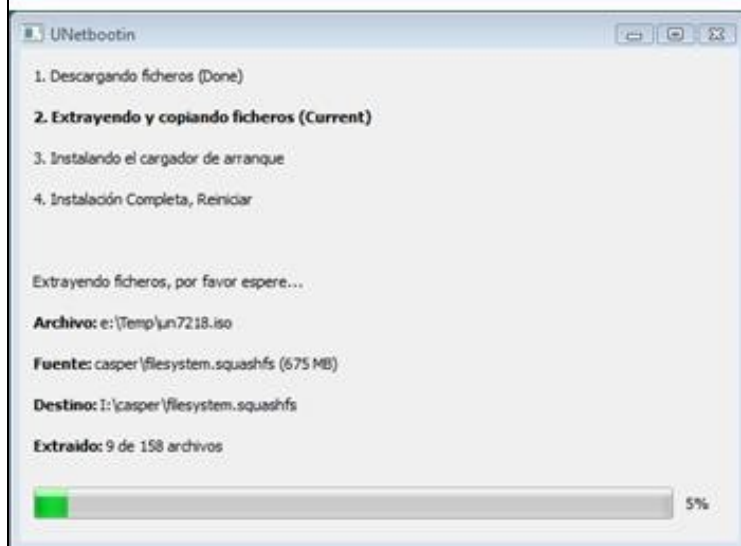 UNetbootin
1. Descargando ficheros (Done)
2. Extrayendo y copiando ficheros (Current)
3. Instalando el cargador de arranque
4. Instalación Completa, Reiniciar
Extrayendo ficheros, por favor espere...
Archivo: e:\Temp\un7218.iso
Fuente: casper\filesystem.squashfs (675 MB)
Destino: I:\casper\filesystem.squashfs
Extraido: 9 de 158 archivos
5%